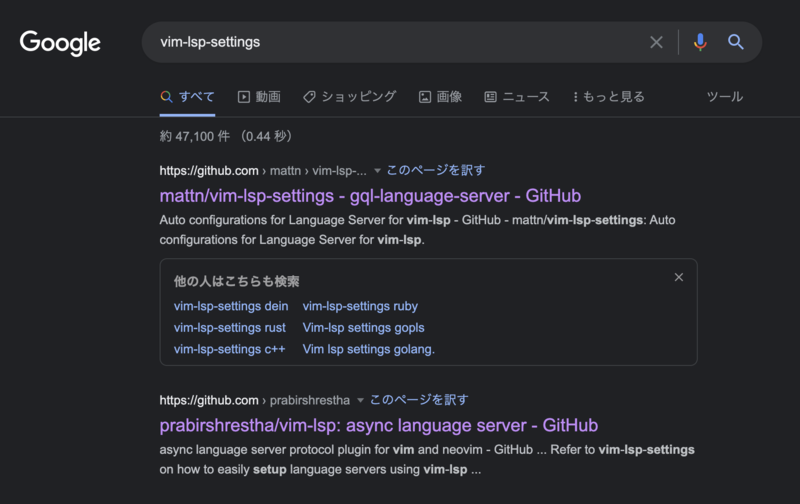 Google
vim-lsp-settings
すべて 動画 ショッピング 画像 ニュース もっと見る ツール
約 47,100 件 (0.44 秒)
https://github.com › mattn › vim-lsp-... このページを訳す
mattn/vim-lsp-settings - gql-language-server - GitHub
Auto configurations for Language Server for vim-lsp - GitHub - mattn/vim-lsp-settings: Auto
configurations for Language Server for vim-lsp.
他の人はこちらも検索
vim-lsp-settings dein vim-lsp-settings ruby
vim-lsp-settings rust Vim-lsp settings gopls
vim-lsp-settings c++ Vim lsp settings golang.
https://github.com › prabirshrestha このページを訳す
prabirshrestha/vim-lsp: async language server - GitHub
async language server protocol plugin for vim and neovim - GitHub ... Refer to vim-lsp-settings
on how to easily setup language servers using vim-lsp ...